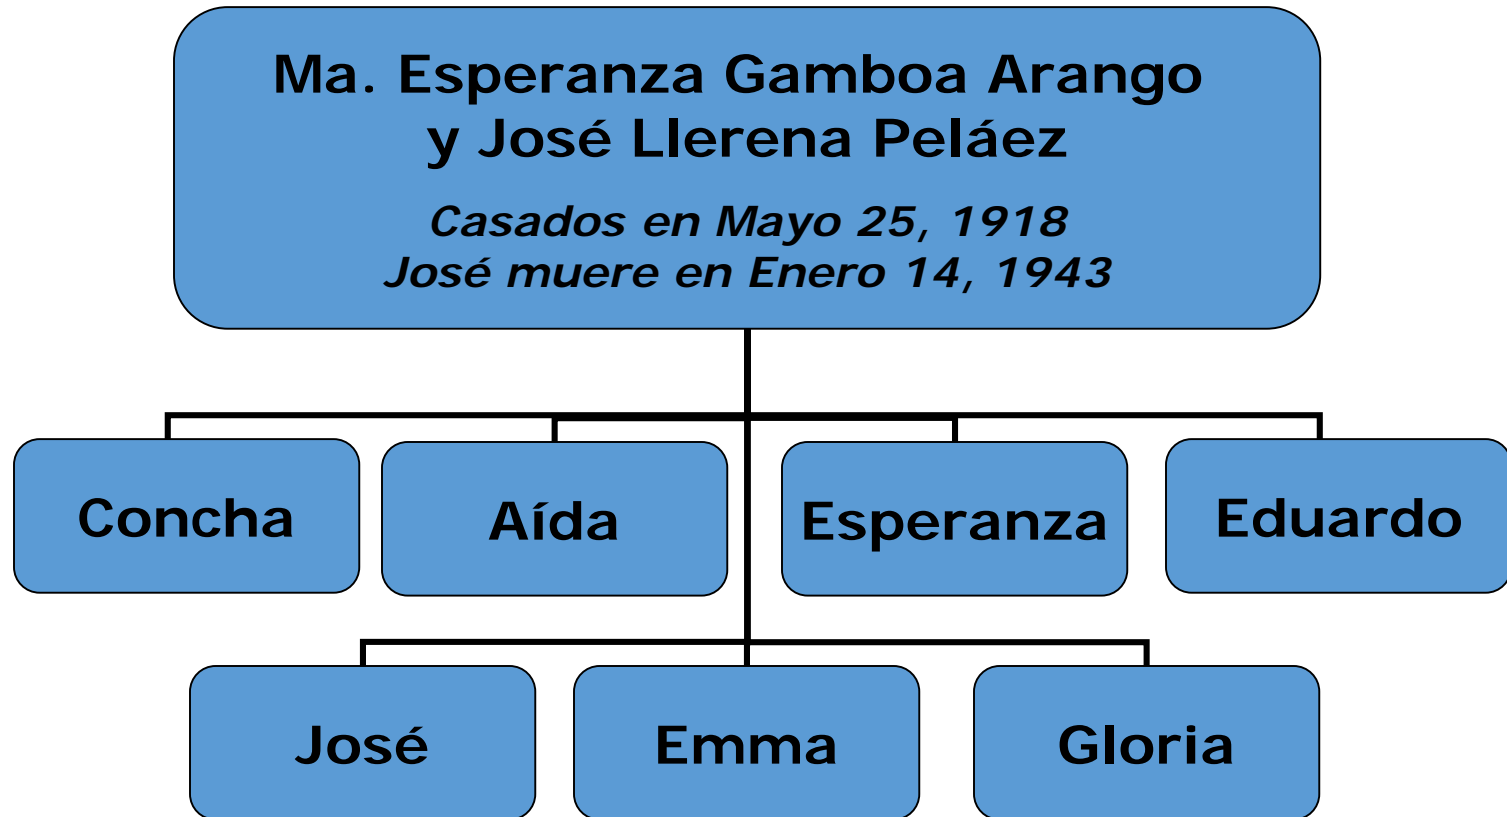 Ma. Esperanza Gamboa Arango
y José Llerena Peláez
Casados en Mayo 25, 1918
José muere en Enero 14, 1943
Concha
Aída
Esperanza
Eduardo
José
Emma
Gloria